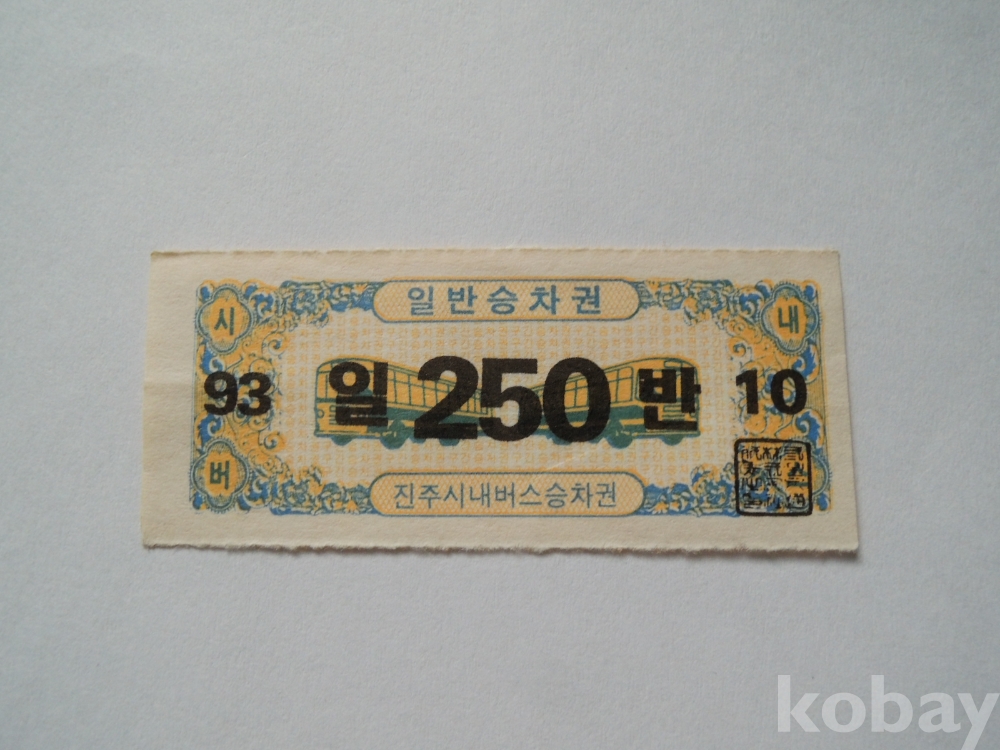 일반승차권
시 내
93 일 250 반 10
버
진주시내버스승차권
kobay